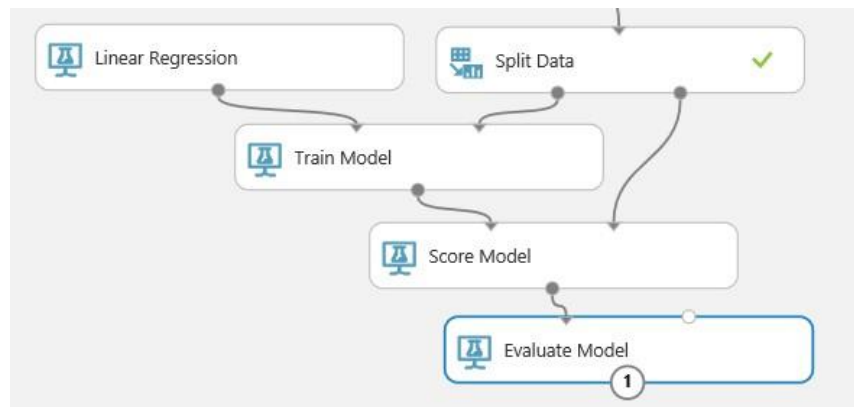 Linear Regression
Split Data
Train Model
Score Model
Evaluate Model
1